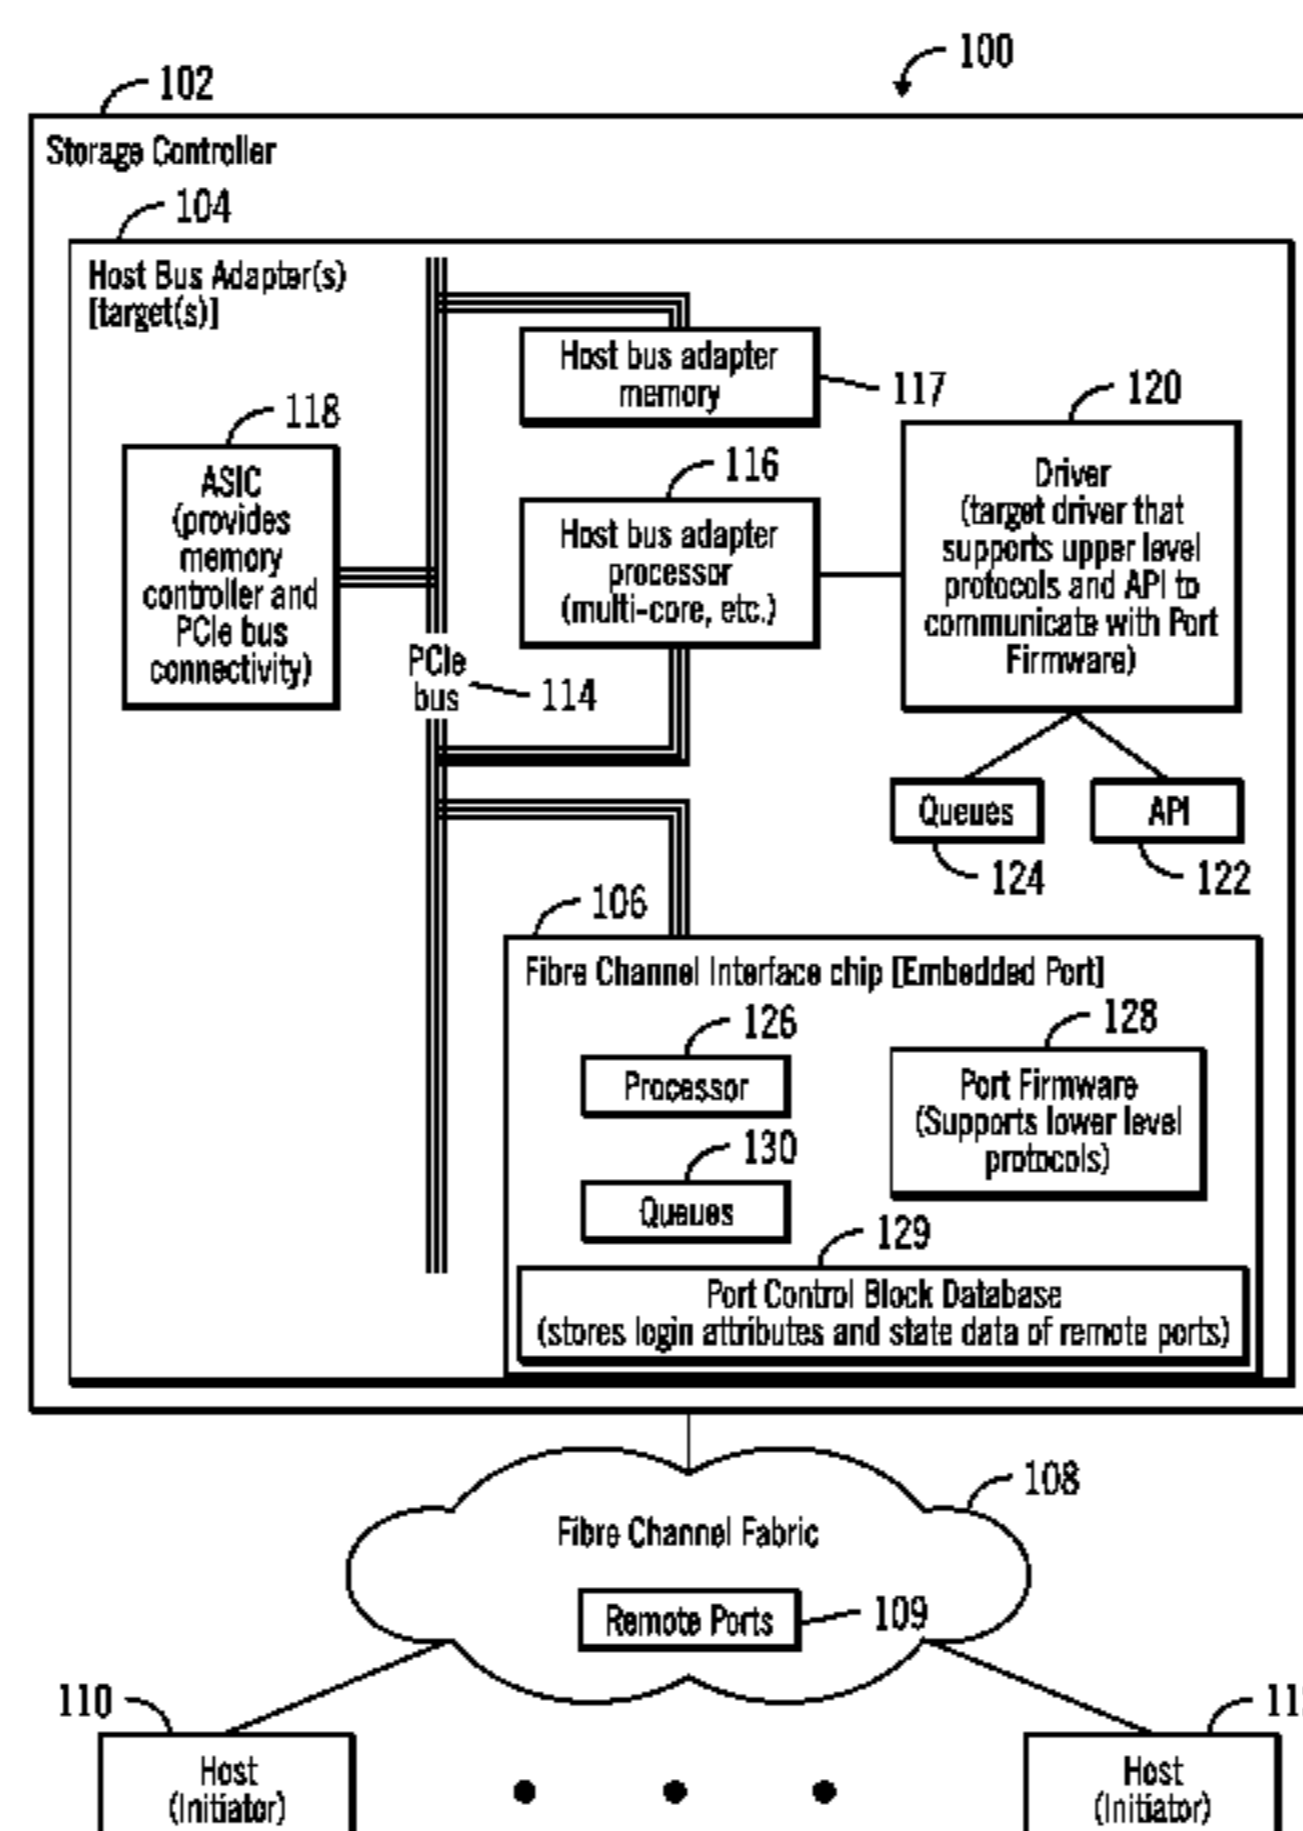 100
102
Storage Controller
104
Host Bus Adapter(s)
[target(s)]
Host bus adapter
memory
117
118
ASIC
(provides
memory
controller and
PCIe bus
connectivity)
116
Host bus adapter
processor
(multi-core, etc.)
120
Driver
(target driver that
supports upper level
protocols and API to
communicate with Port
Firmware)
PCIe
bus
114
Queues
124
API
122
106
Fibre Channel Interface chip [Embedded Port]
126
Processor
128
Port Firmware
(Supports lower level
protocols)
130
Queues
129
Port Control Block Database
(stores login attributes and state data of remote ports)
108
Fibre Channel Fabric
Remote Ports
109
110
Host
(Initiator)
Host
(Initiator)